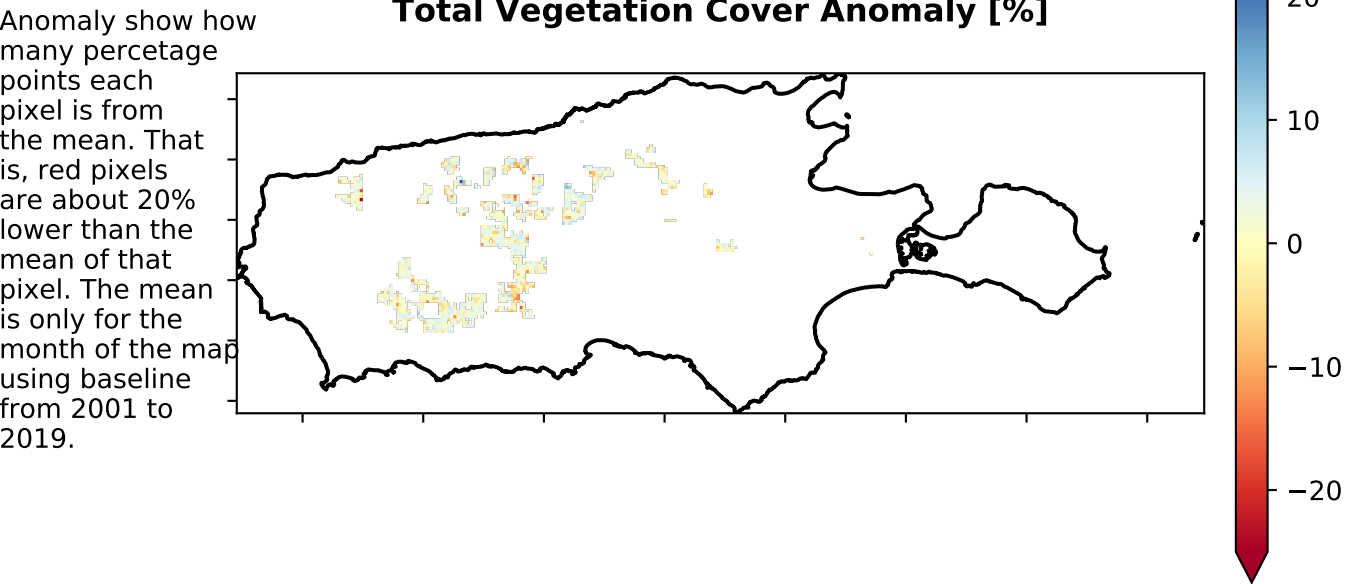 Total Vegetation Cover Anomaly [%]
Anomaly show how
many percetage
points each
pixel is from
the mean. That
is, red pixels
are about 20%
lower than the
mean of that
pixel. The mean
is only for the
month of the map
using baseline
from 2001 to
2019.
20
10
0
−10
−20